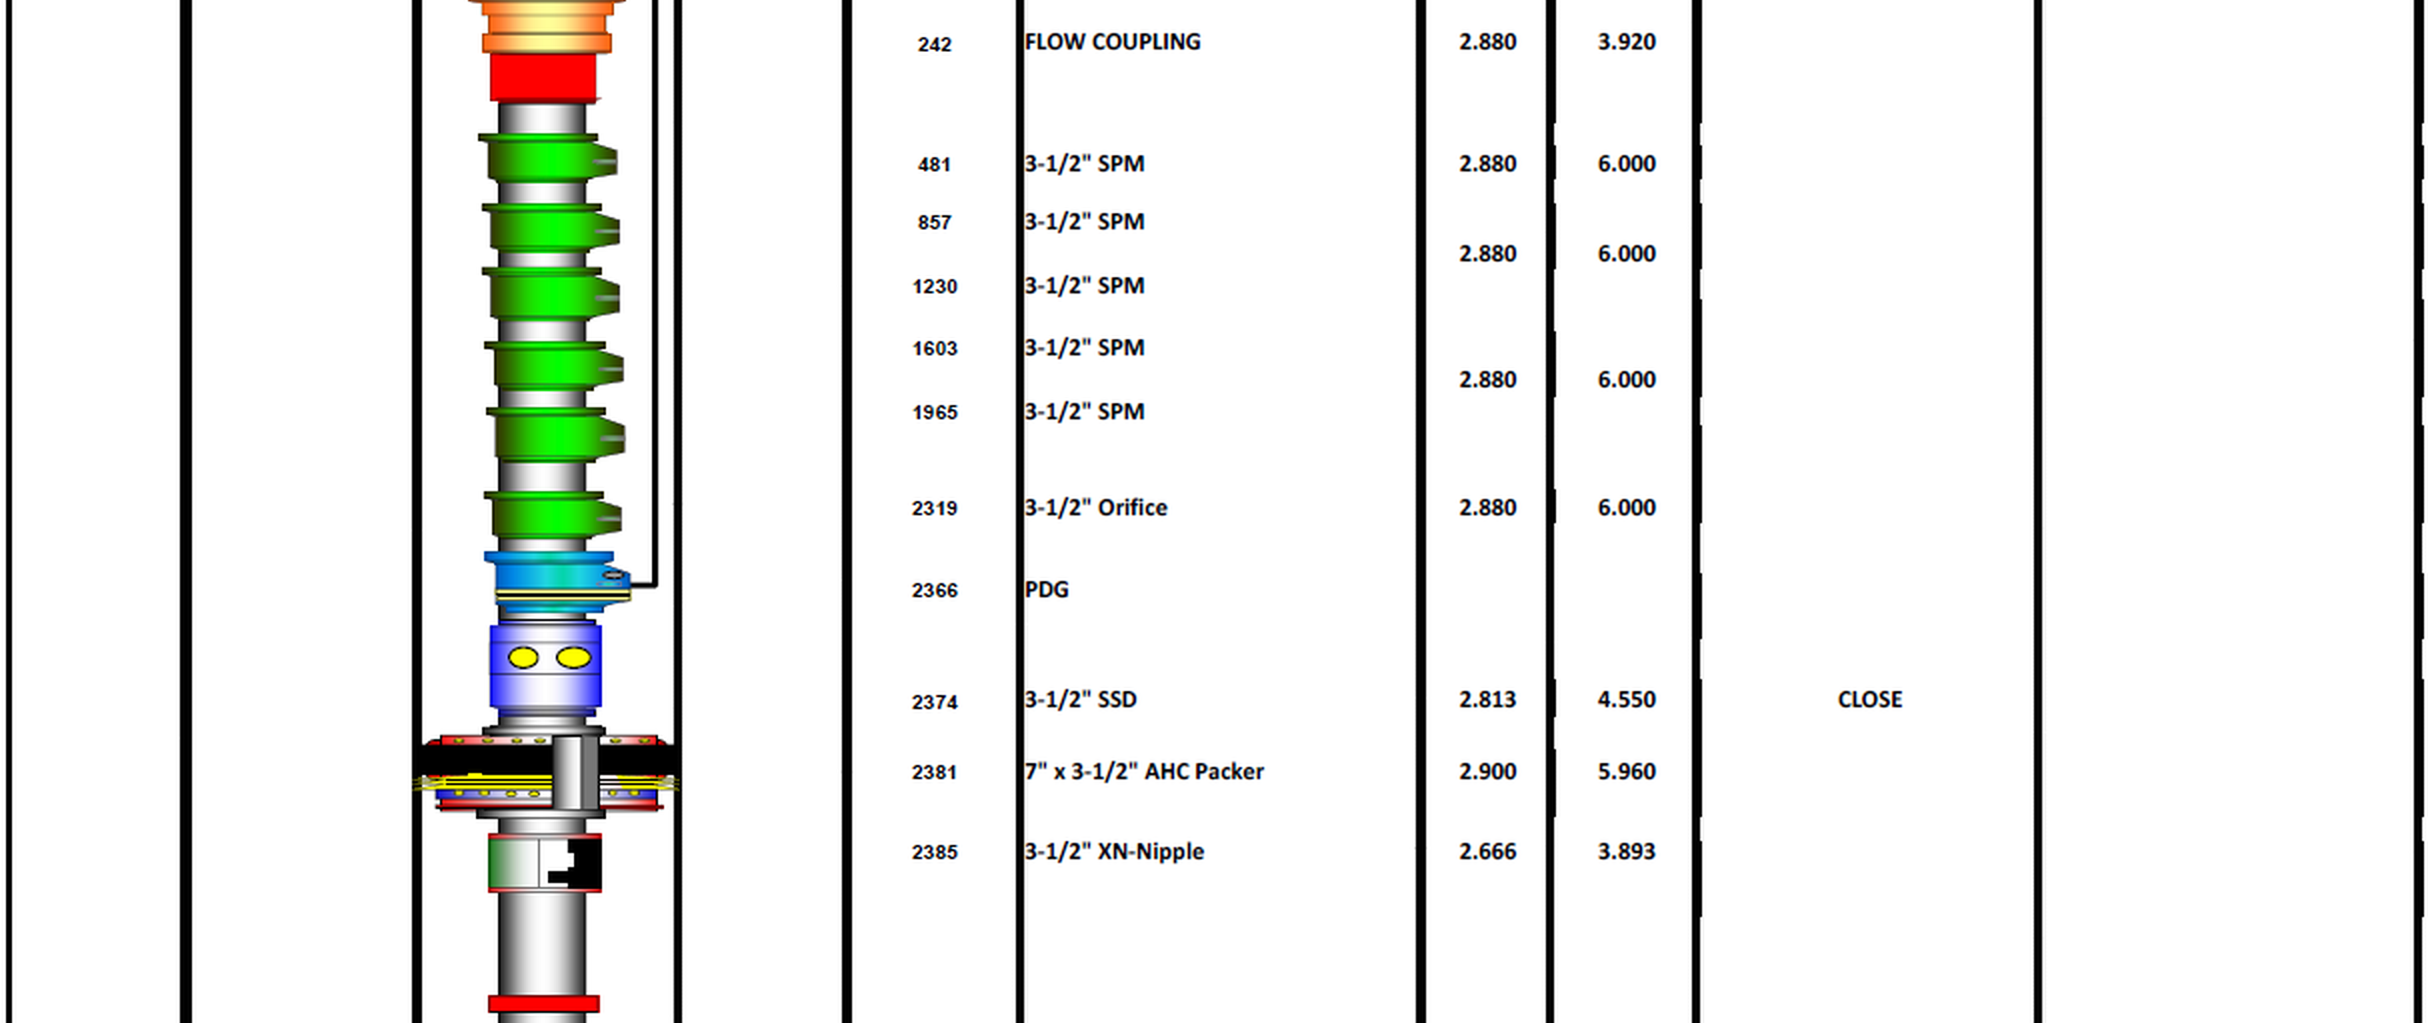 242 FLOW COUPLING 2.880 3.920
481 3-1/2" SPM 2.880 6.000
857 3-1/2" SPM
2.880 6.000
1230 3-1/2" SPM
1603 3-1/2" SPM
2.880 6.000
1965 3-1/2" SPM
2319 3-1/2" Orifice 2.880 6.000
2366 PDG
2374 3-1/2" SSD 2.813 4.550 CLOSE
2381 7" x 3-1/2" AHC Packer 2.900 5.960
2385 3-1/2" XN-Nipple 2.666 3.893